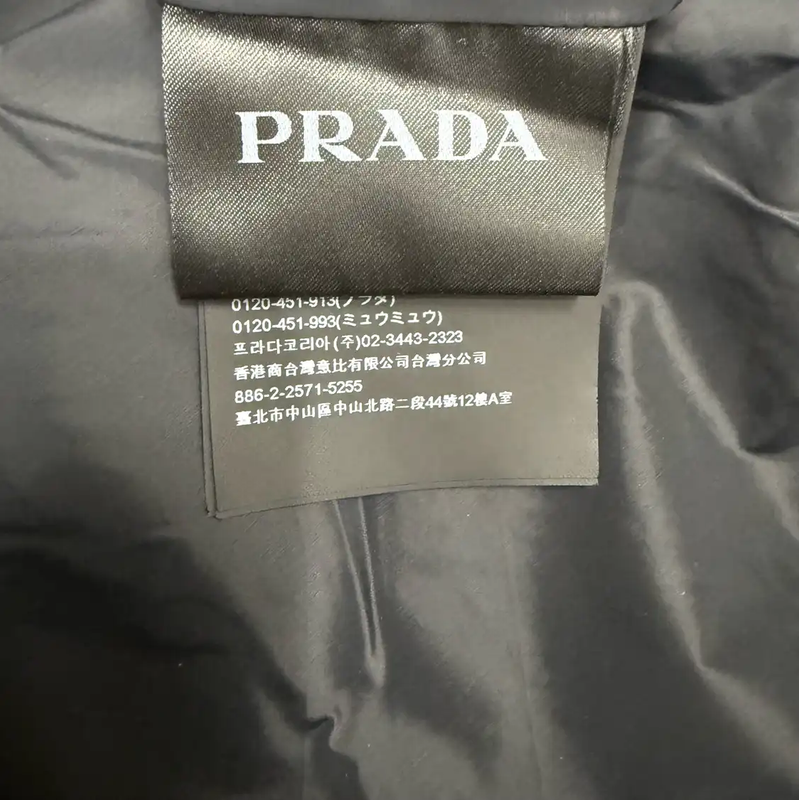 PRADA
0120-451-913(プラダ)
0120-451-993(ミュウミュウ)
프라다코리아(주)02-3443-2323
香港商台灣意比有限公司台灣分公司
886-2-2571-5255
臺北市中山區中山北路二段44號12樓A室